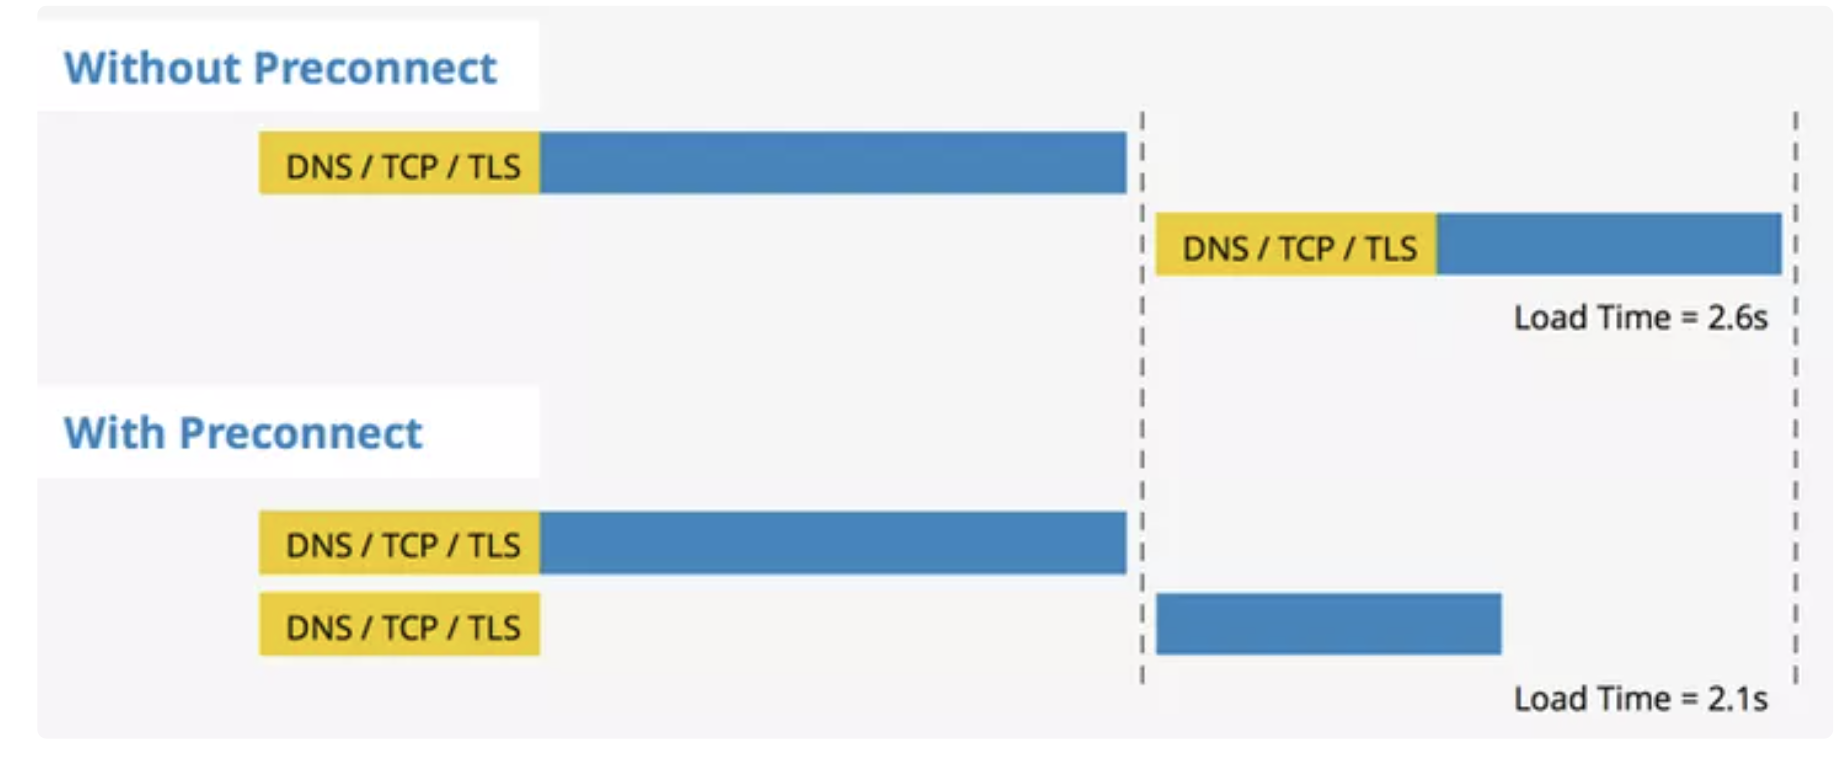 Without Preconnect
DNS / TCP / TLS
DNS / TCP / TLS
Load Time = 2.6s
With Preconnect
DNS / TCP / TLS
DNS / TCP / TLS
Load Time = 2.1s